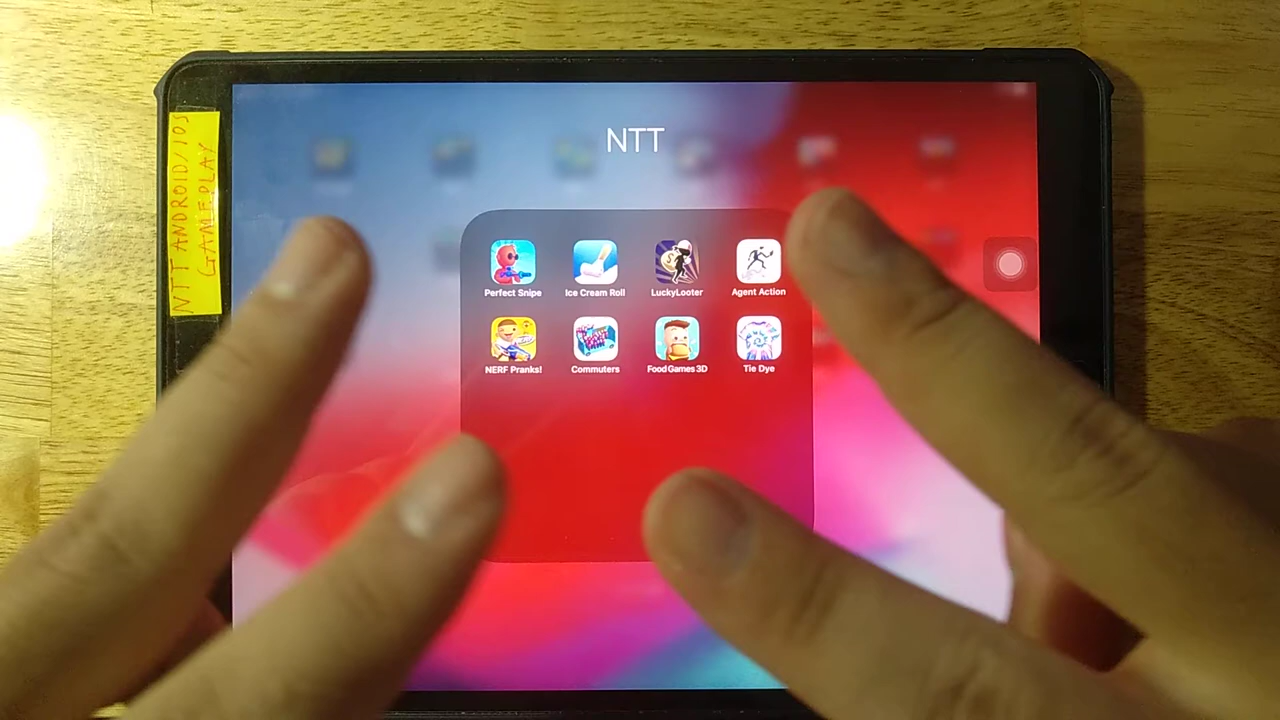 NTT ANDROID/IOS
GAMEPLAY
NTT
Perfect Snipe
Ice Cream Roll
LuckyLooter
Agent Action
NERF Pranks!
Commuters
Food Games 3D
Tie Dye